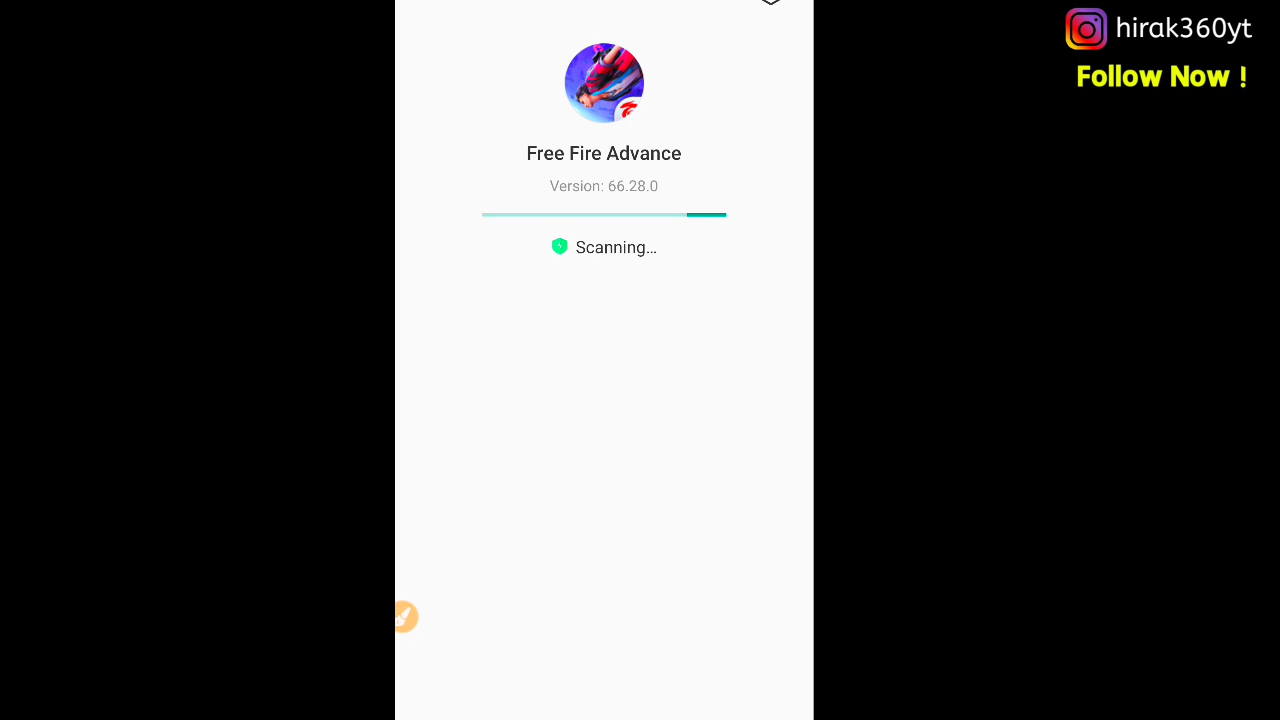 hirak360yt
Follow Now !
Free Fire Advance
Version: 66.28.0
Scanning...